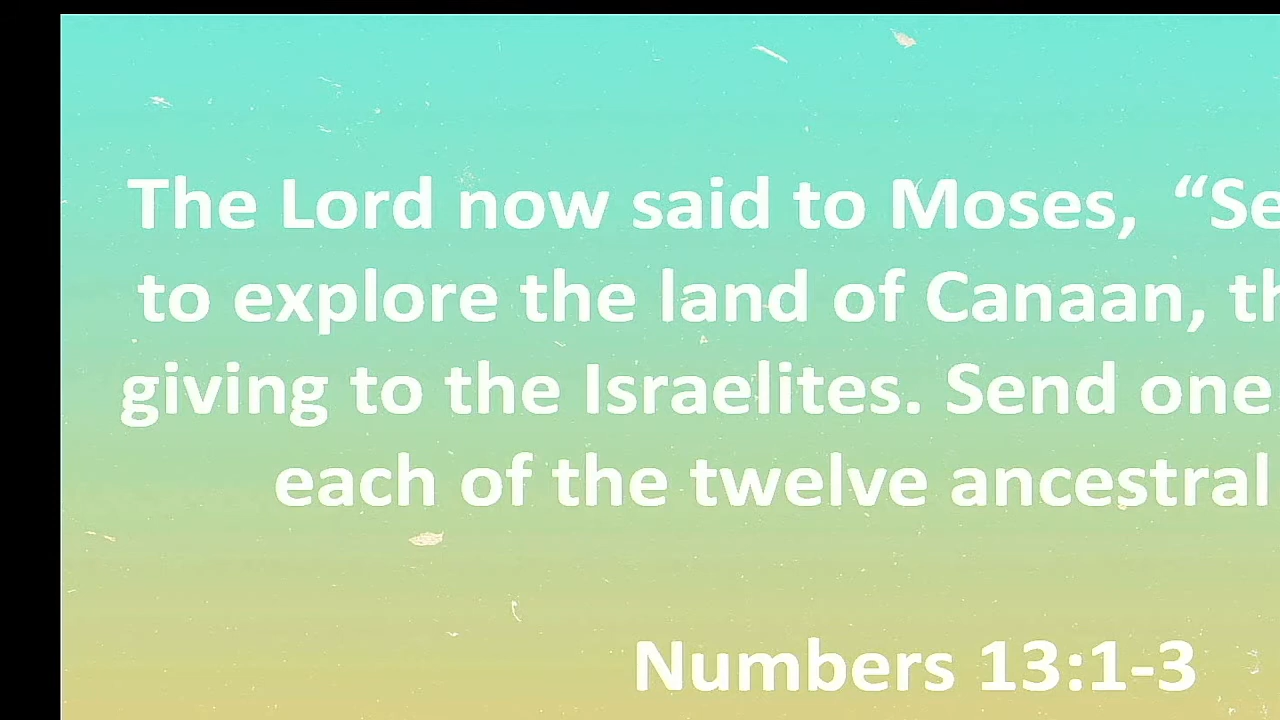 The Lord now said to Moses, “Se
to explore the land of Canaan, th
giving to the Israelites. Send one
each of the twelve ancestral
Numbers 13:1-3